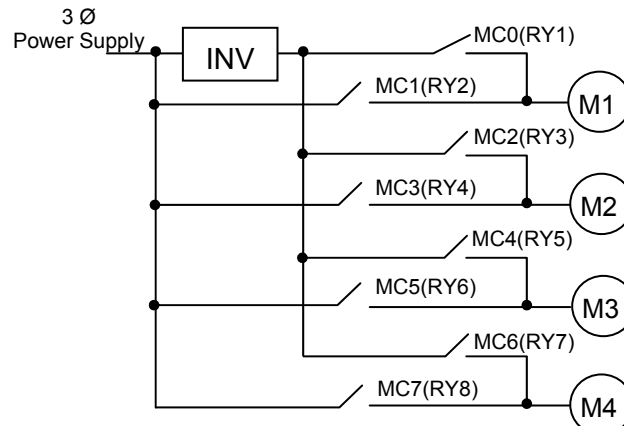 3 Ø
Power Supply
INV
MC0(RY1)
MC1(RY2)
M1
MC2(RY3)
MC3(RY4)
M2
MC4(RY5)
MC5(RY6)
M3
MC6(RY7)
MC7(RY8)
M4